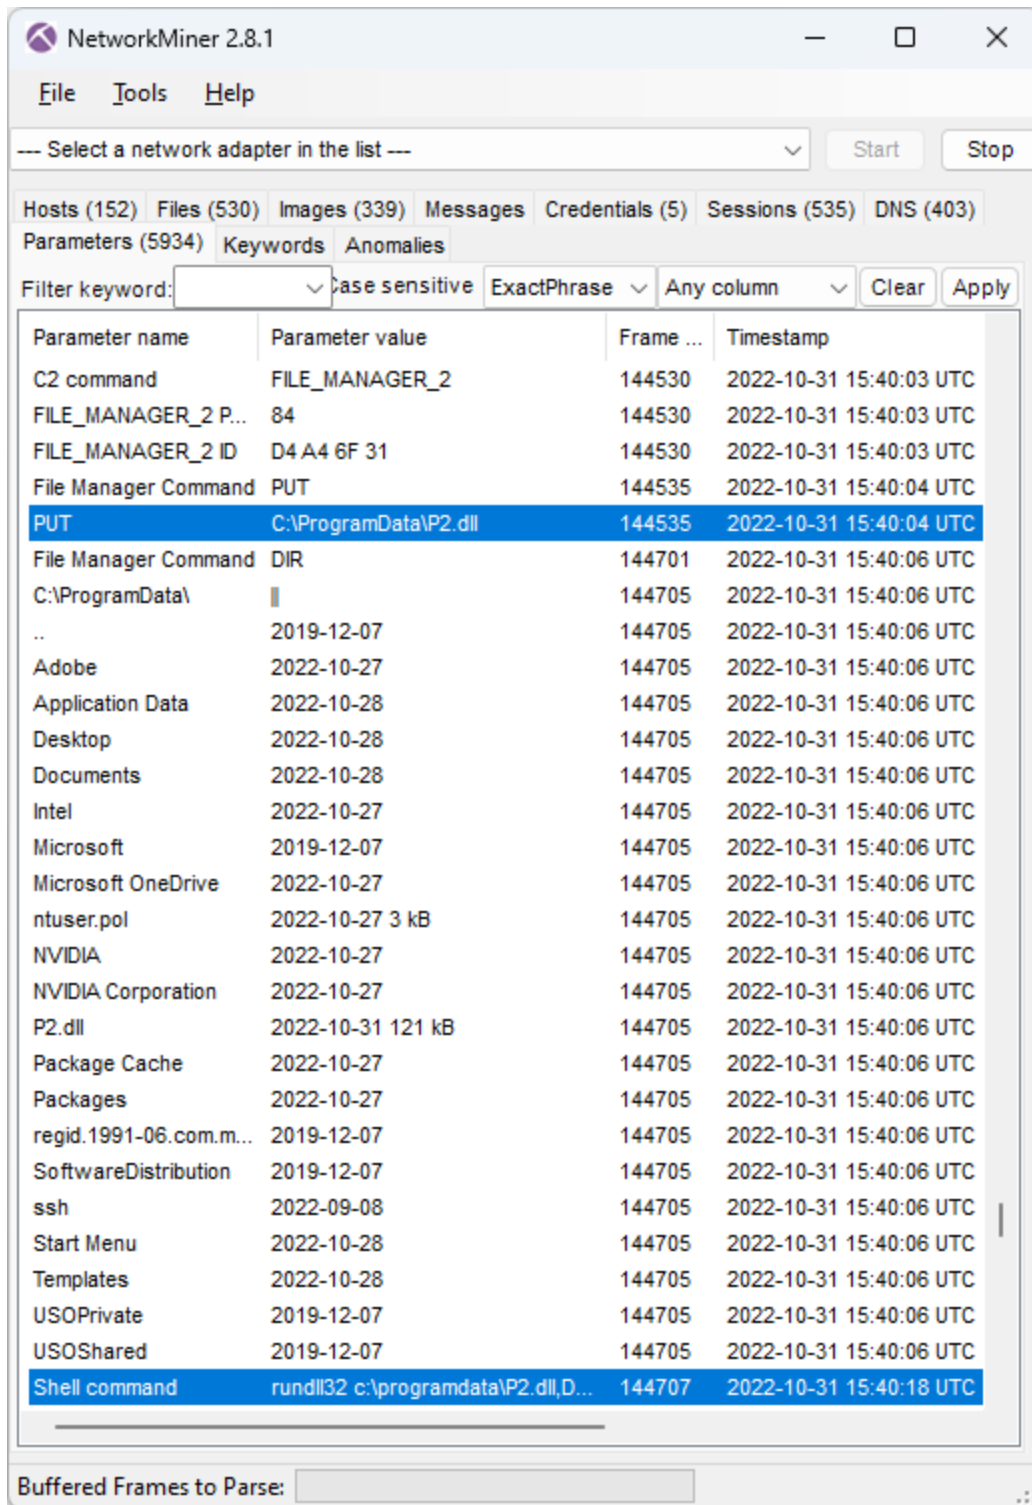 NetworkMiner 2.8.1
File Tools Help
--- Select a network adapter in the list --- Start Stop
Hosts (152) Files (530) Images (339) Messages Credentials (5) Sessions (535) DNS (403)
Parameters (5934) Keywords Anomalies
Filter keyword: Case sensitive ExactPhrase Any column Clear Apply
Parameter name Parameter value Frame ... Timestamp
C2 command FILE_MANAGER_2 144530 2022-10-31 15:40:03 UTC
FILE_MANAGER_2 P... 84 144530 2022-10-31 15:40:03 UTC
FILE_MANAGER_2 ID D4 A4 6F 31 144530 2022-10-31 15:40:03 UTC
File Manager Command PUT 144535 2022-10-31 15:40:04 UTC
PUT C:\ProgramData\P2.dll 144535 2022-10-31 15:40:04 UTC
File Manager Command DIR 144701 2022-10-31 15:40:06 UTC
C:\ProgramData\ 144705 2022-10-31 15:40:06 UTC
.. 2019-12-07 144705 2022-10-31 15:40:06 UTC
Adobe 2022-10-27 144705 2022-10-31 15:40:06 UTC
Application Data 2022-10-28 144705 2022-10-31 15:40:06 UTC
Desktop 2022-10-28 144705 2022-10-31 15:40:06 UTC
Documents 2022-10-28 144705 2022-10-31 15:40:06 UTC
Intel 2022-10-27 144705 2022-10-31 15:40:06 UTC
Microsoft 2019-12-07 144705 2022-10-31 15:40:06 UTC
Microsoft OneDrive 2022-10-27 144705 2022-10-31 15:40:06 UTC
ntuser.pol 2022-10-27 3 kB 144705 2022-10-31 15:40:06 UTC
NVIDIA 2022-10-27 144705 2022-10-31 15:40:06 UTC
NVIDIA Corporation 2022-10-27 144705 2022-10-31 15:40:06 UTC
P2.dll 2022-10-31 121 kB 144705 2022-10-31 15:40:06 UTC
Package Cache 2022-10-27 144705 2022-10-31 15:40:06 UTC
Packages 2022-10-27 144705 2022-10-31 15:40:06 UTC
regid.1991-06.com.m... 2019-12-07 144705 2022-10-31 15:40:06 UTC
SoftwareDistribution 2019-12-07 144705 2022-10-31 15:40:06 UTC
ssh 2022-09-08 144705 2022-10-31 15:40:06 UTC
Start Menu 2022-10-28 144705 2022-10-31 15:40:06 UTC
Templates 2022-10-28 144705 2022-10-31 15:40:06 UTC
USOPrivate 2019-12-07 144705 2022-10-31 15:40:06 UTC
USOShared 2019-12-07 144705 2022-10-31 15:40:06 UTC
Shell command rundll32 c:\programdata\P2.dll,D... 144707 2022-10-31 15:40:18 UTC
Buffered Frames to Parse: